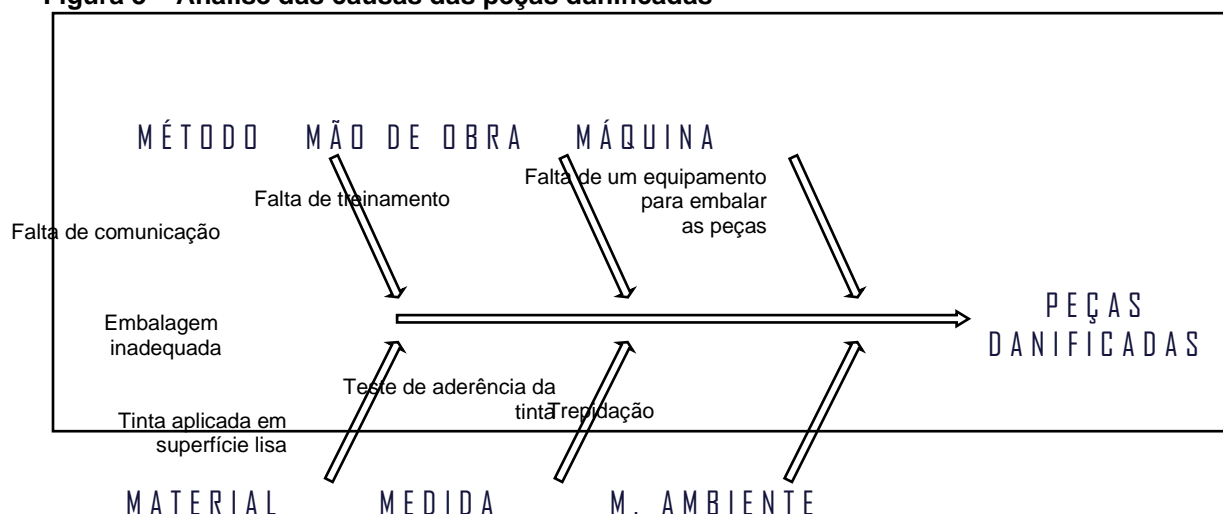 Figura – Análise das causas das peças danificadas
MÉTODO MÃO DE OBRA MÁQUINA
Falta de um equipamento
para embalar
as peças
Falta de treinamento
Falta de comunicação
PEÇAS
DANIFICADAS
Embalagem
inadequada
Teste de aderência da
tinta
Trepidação
Tinta aplicada em
superfície lisa
MATERIAL MEDIDA M. AMBIENTE